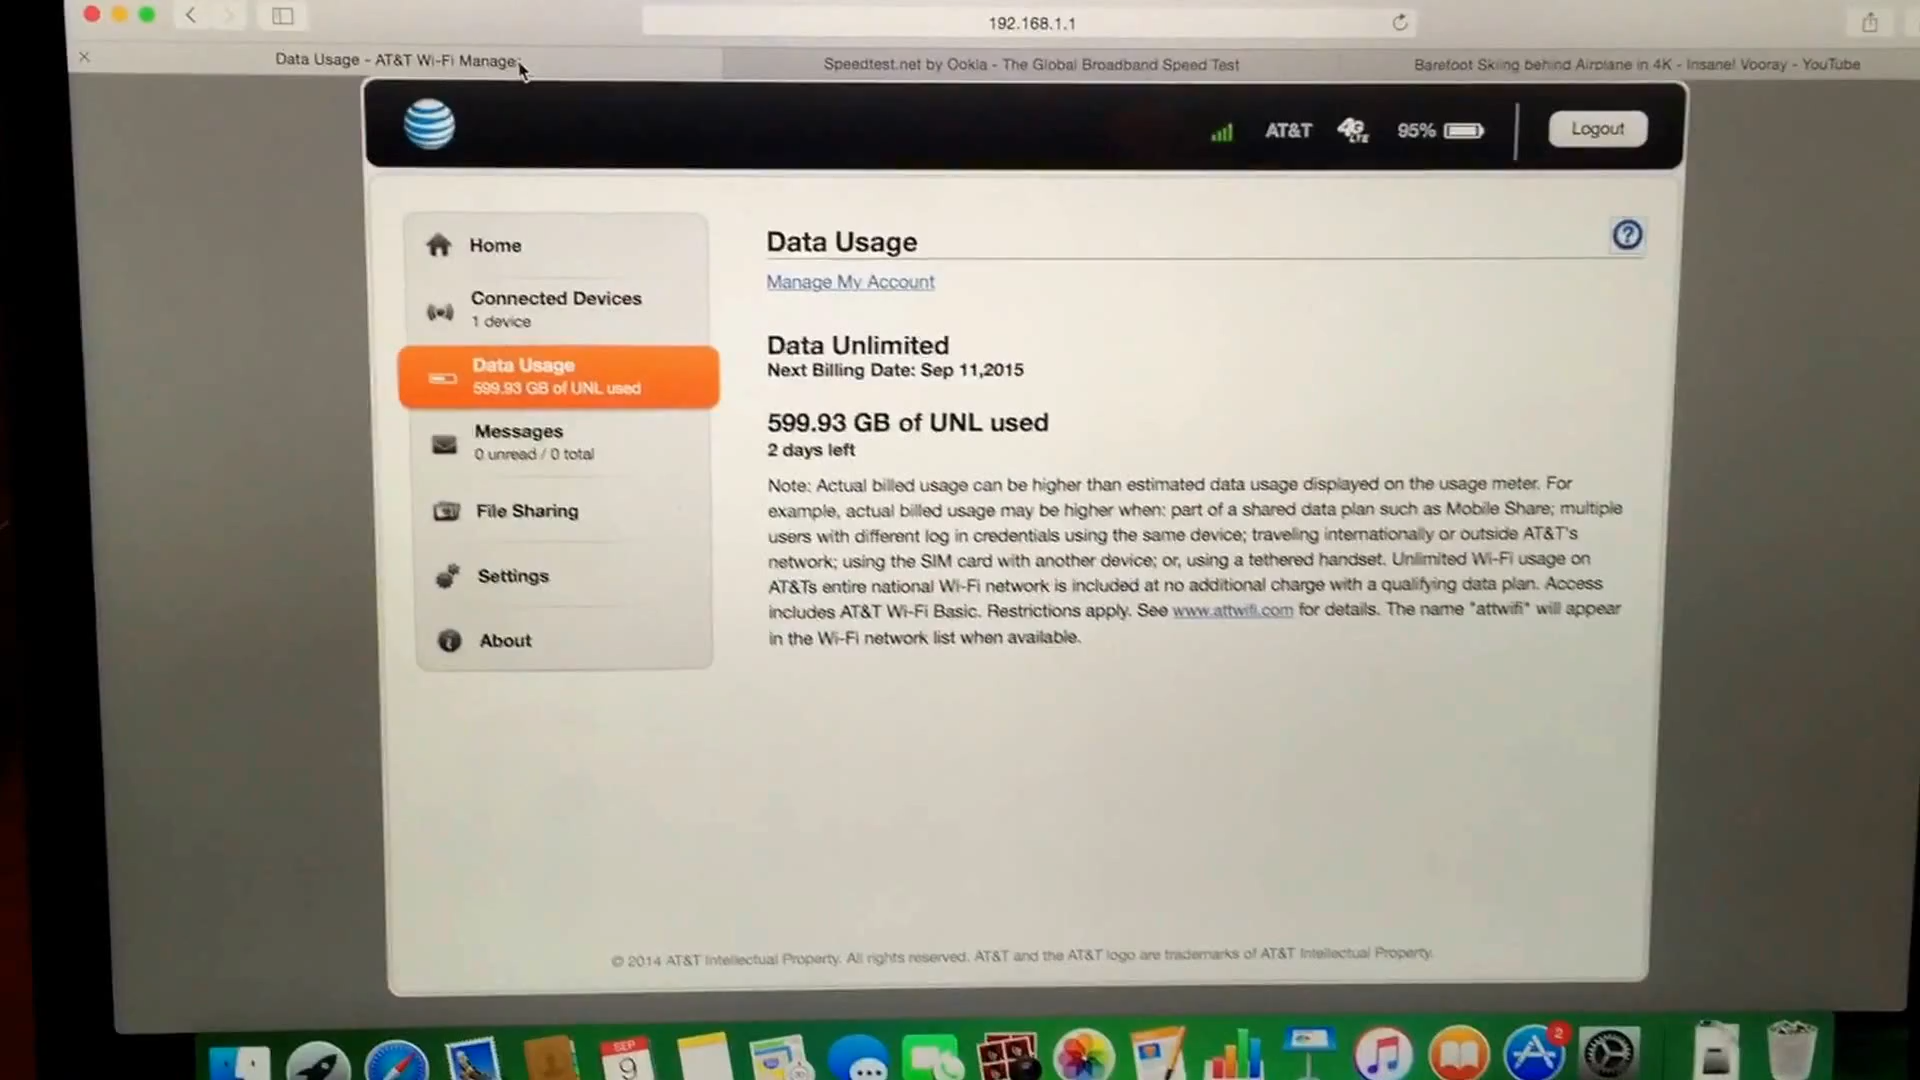 192.168.1.1
Data Usage - AT&T Wi-Fi Manage
Speedtest.net by Ookla - The Global Broadband Speed Test
Barefoot Skiing behind Airplane in 4K - Insane! Vooray - YouTube
AT&T
4G LTE
95%
Logout
Home
Connected Devices
1 device
Data Usage
599.93 GB of UNL used
Messages
0 unread / 0 total
File Sharing
Settings
About
Data Usage
Manage My Account
Data Unlimited
Next Billing Date: Sep 11,2015
599.93 GB of UNL used
2 days left
Note: Actual billed usage can be higher than estimated data usage displayed on the usage meter. For
example, actual billed usage may be higher when: part of a shared data plan such as Mobile Share; multiple
users with different log in credentials using the same device; traveling internationally or outside AT&T's
network; using the SIM card with another device; or, using a tethered handset. Unlimited Wi-Fi usage on
AT&Ts entire national Wi-Fi network is included at no additional charge with a qualifying data plan. Access
includes AT&T Wi-Fi Basic. Restrictions apply. See www.attwifi.com for details. The name "attwifi" will appear
in the Wi-Fi network list when available.
© 2014 AT&T Intellectual Property. All rights reserved. AT&T and the AT&T logo are trademarks of AT&T Intellectual Property.
SEP
9
2